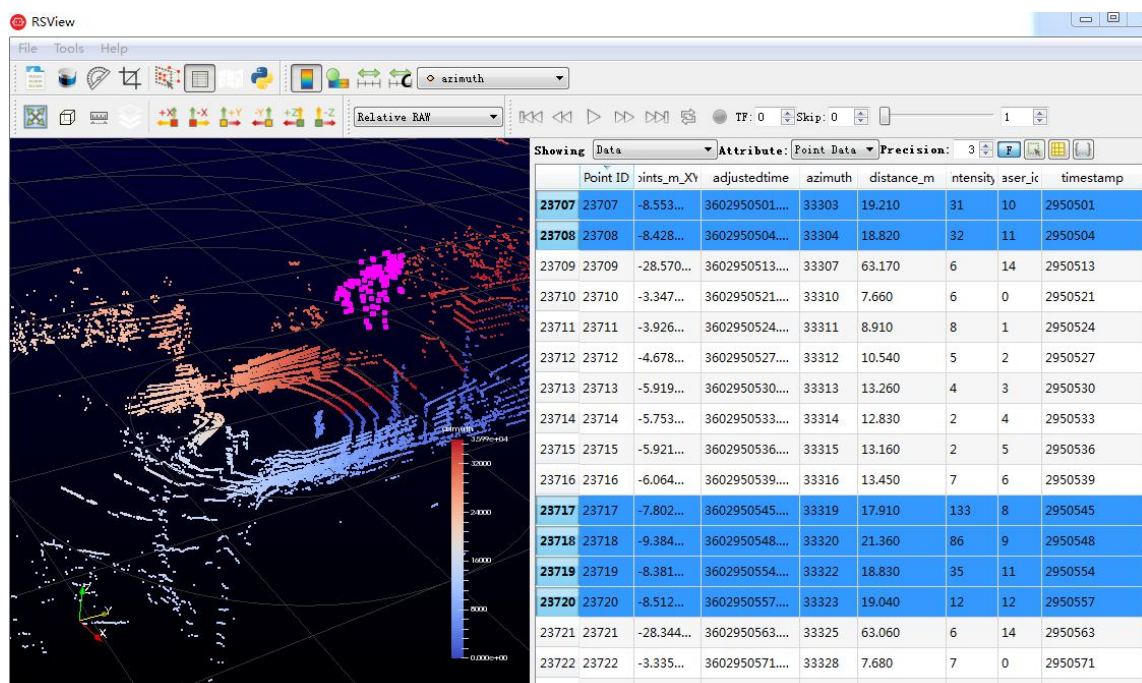 RSView
File Tools Help
azimuth
Relative RAW TF: 0 Skip: 0 1
Showing Data Attribute: Point Data Precision: 3 F
Point ID oints_m_XY adjustedtime azimuth distance_m ntensity aser_ic timestamp
23707 23707 -8.553... 3602950501.... 33303 19.210 31 10 2950501
23708 23708 -8.428... 3602950504.... 33304 18.820 32 11 2950504
23709 23709 -28.570... 3602950513.... 33307 63.170 6 14 2950513
23710 23710 -3.347... 3602950521.... 33310 7.660 6 0 2950521
23711 23711 -3.926... 3602950524.... 33311 8.910 8 1 2950524
23712 23712 -4.678... 3602950527.... 33312 10.540 5 2 2950527
23713 23713 -5.919... 3602950530.... 33313 13.260 4 3 2950530
23714 23714 -5.753... 3602950533.... 33314 12.830 2 4 2950533
23715 23715 -5.921... 3602950536.... 33315 13.160 2 5 2950536
23716 23716 -6.064... 3602950539.... 33316 13.450 7 6 2950539
23717 23717 -7.802... 3602950545.... 33319 17.910 133 8 2950545
23718 23718 -9.384... 3602950548.... 33320 21.360 86 9 2950548
23719 23719 -8.381... 3602950554.... 33322 18.830 35 11 2950554
23720 23720 -8.512... 3602950557.... 33323 19.040 12 12 2950557
23721 23721 -28.344... 3602950563.... 33325 63.060 6 14 2950563
23722 23722 -3.335... 3602950571.... 33328 7.680 7 0 2950571
azimuth
3.599e+04
32000
24000
16000
8000
0.000e+00
Z
Y
X